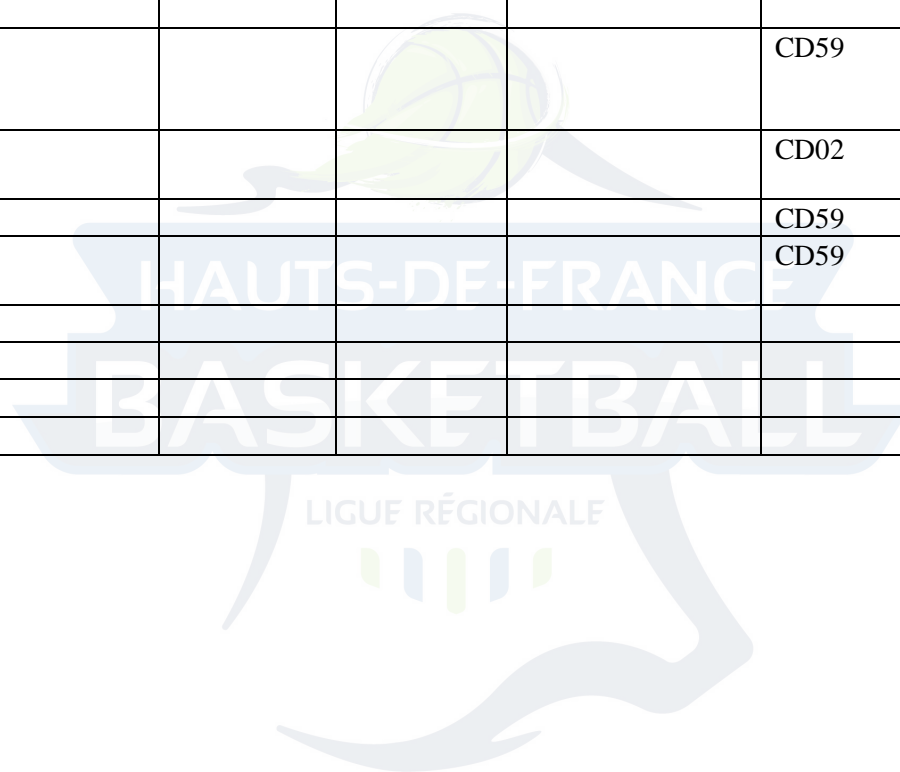 CD59
CD02
CD59
CD59
HAUTS-DE-FRANCE
BASKETBALL
LIGUE RÉGIONALE